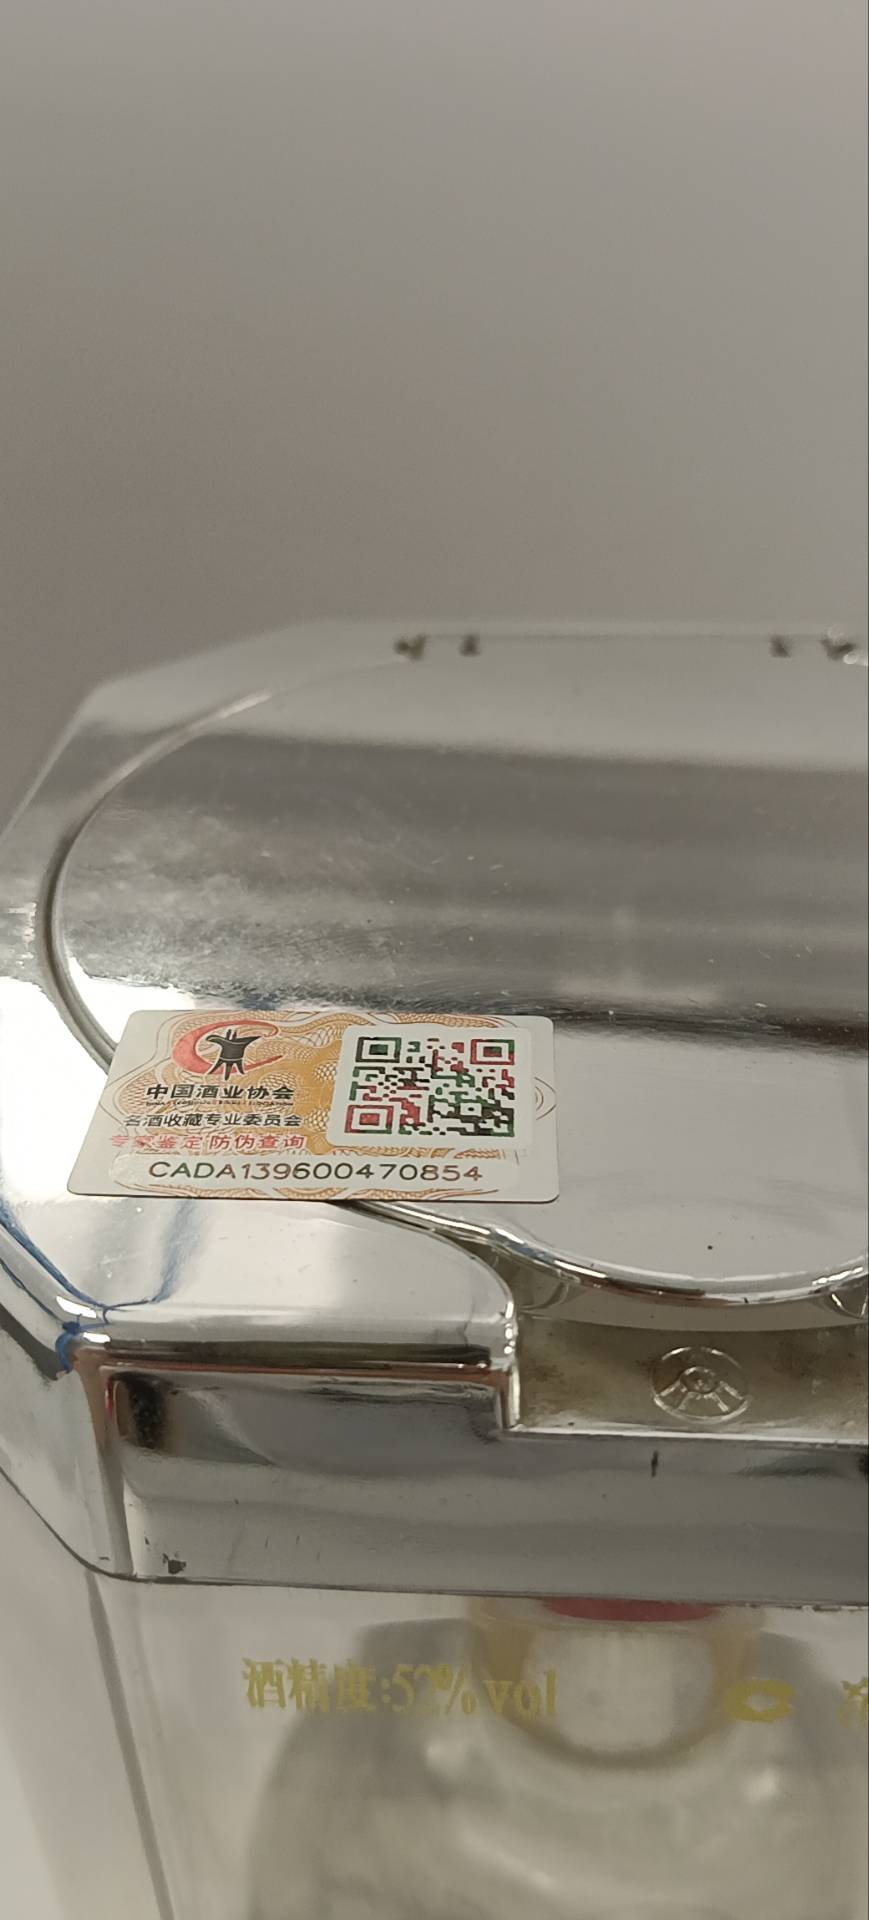 中国酒业协会
名酒收藏专业委员会
专家鉴定防伪查询
CADA139600470854
酒精度:52%vol